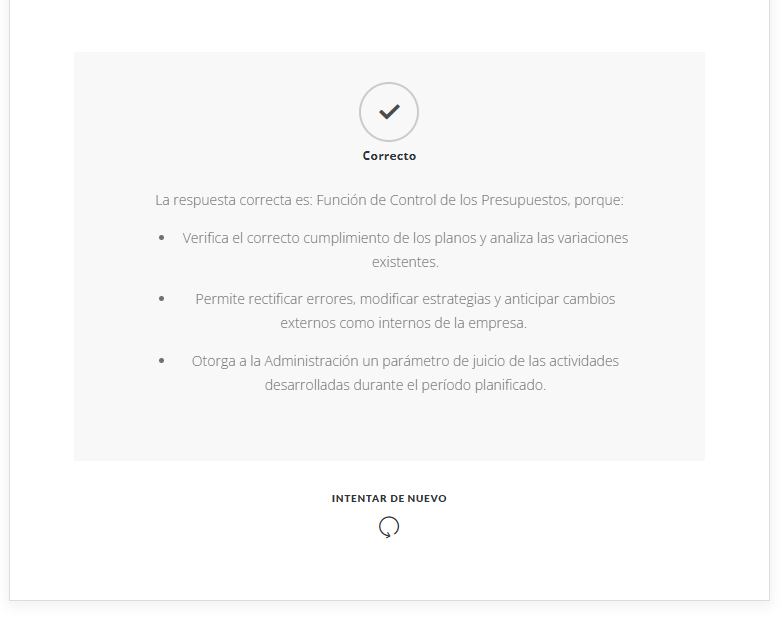 Correcto
La respuesta correcta es: Función de Control de los Presupuestos, porque:
• Verifica el correcto cumplimiento de los planos y analiza las variaciones
existentes.
• Permite rectificar errores, modificar estrategias y anticipar cambios
externos como internos de la empresa.
• Otorga a la Administración un parámetro de juicio de las actividades
desarrolladas durante el período planificado.
INTENTAR DE NUEVO